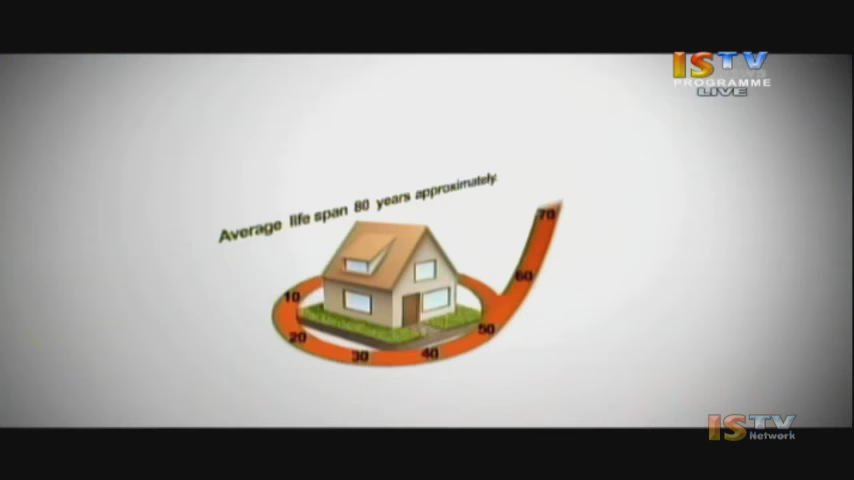 ISTV
PROGRAMME
LIVE
Average life span 80 years approximately.
70
60
10
50
20
40
30
ISTV
Network